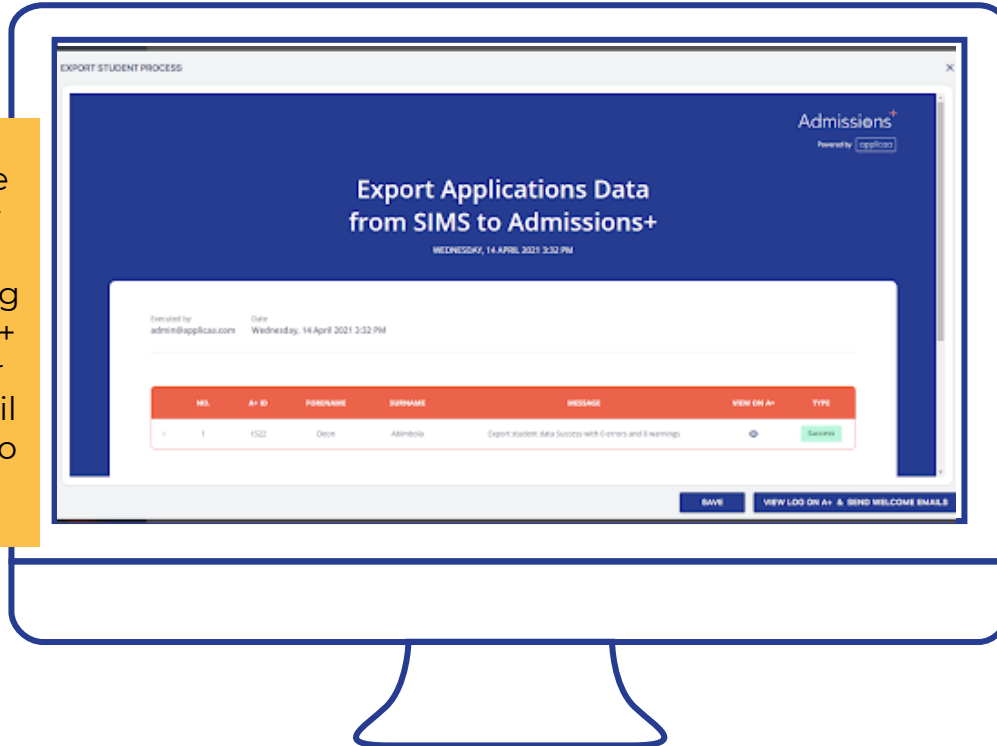 EXPORT STUDENT PROCESS
Admissions+
Powered by applicaa
Export Applications Data
from SIMS to Admissions+
WEDNESDAY, 14 APRIL 2021 3:32 PM
Executed by Date
admin@applicaa.com Wednesday, 14 April 2021 3:32 PM
NO. A+ ID FORENAME SURNAME MESSAGE VIEW ON A+ TYPE
1 1522 Deon Abimbola Export student data Success with 0 errors and 0 warnings Success
SAVE VIEW LOG ON A+ & SEND WELCOME EMAILS